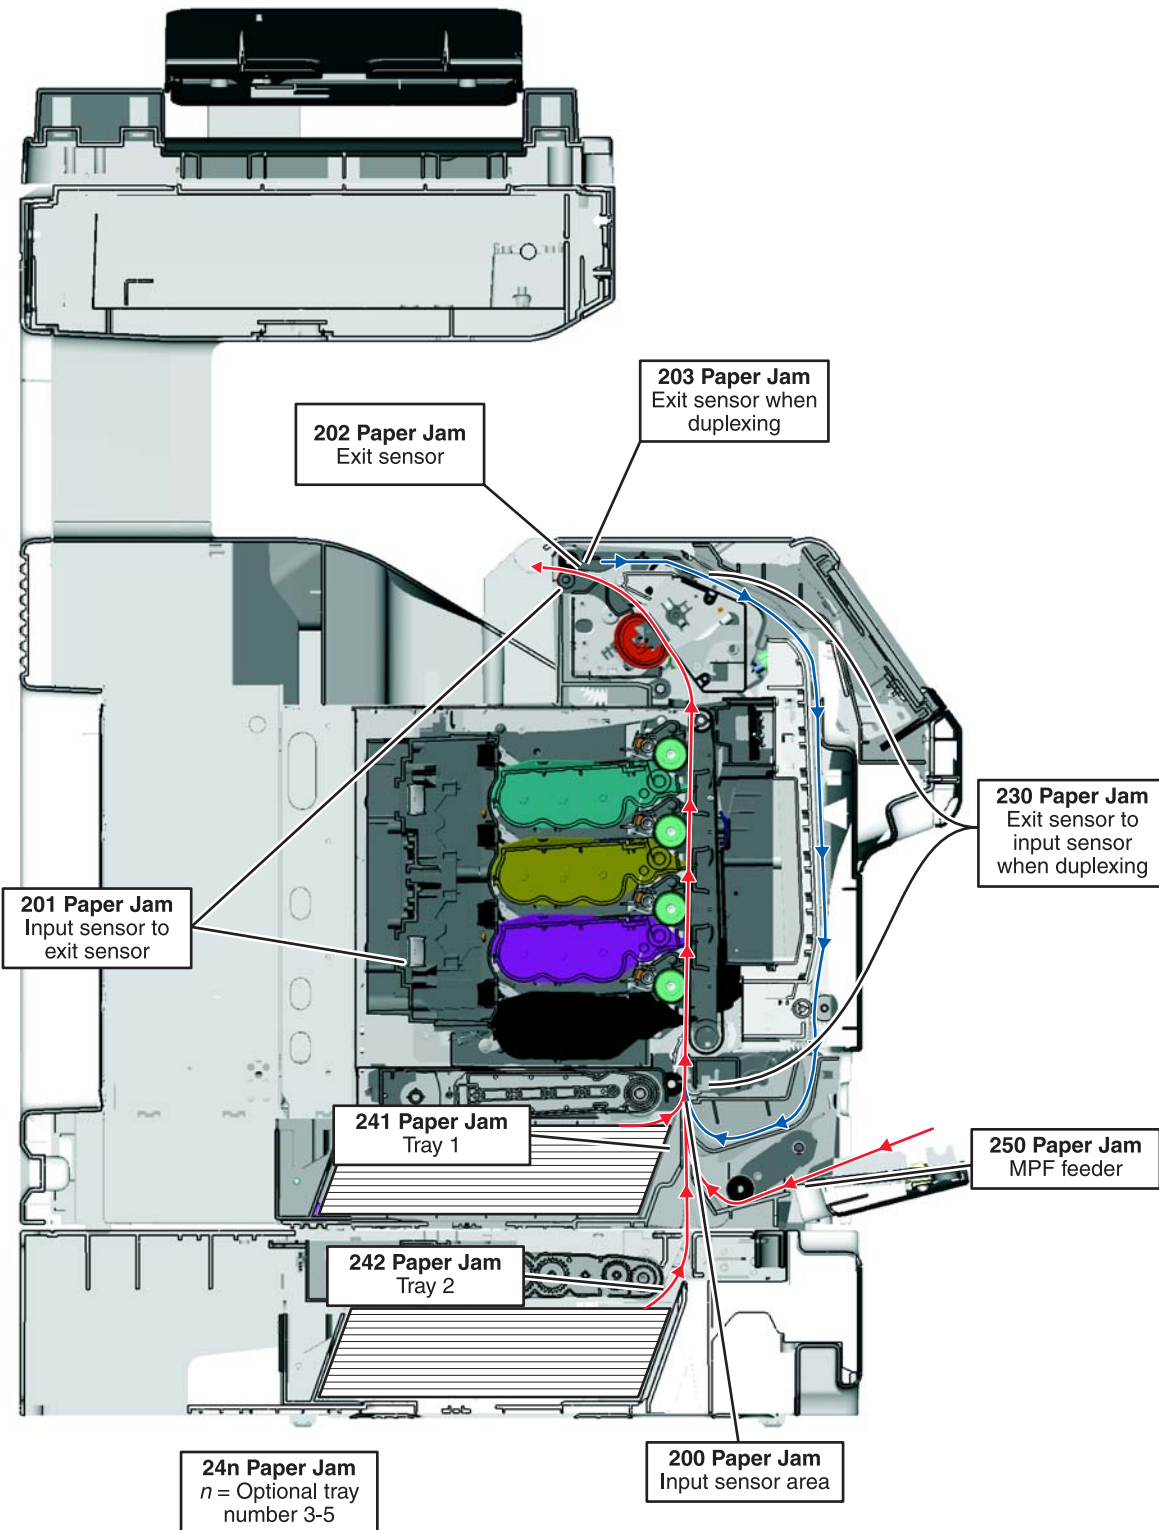 203 Paper Jam
Exit sensor when
duplexing
202 Paper Jam
Exit sensor
230 Paper Jam
Exit sensor to
input sensor
when duplexing
201 Paper Jam
Input sensor to
exit sensor
241 Paper Jam
Tray 1
250 Paper Jam
MPF feeder
242 Paper Jam
Tray 2
200 Paper Jam
Input sensor area
24n Paper Jam
n = Optional tray
number 3-5